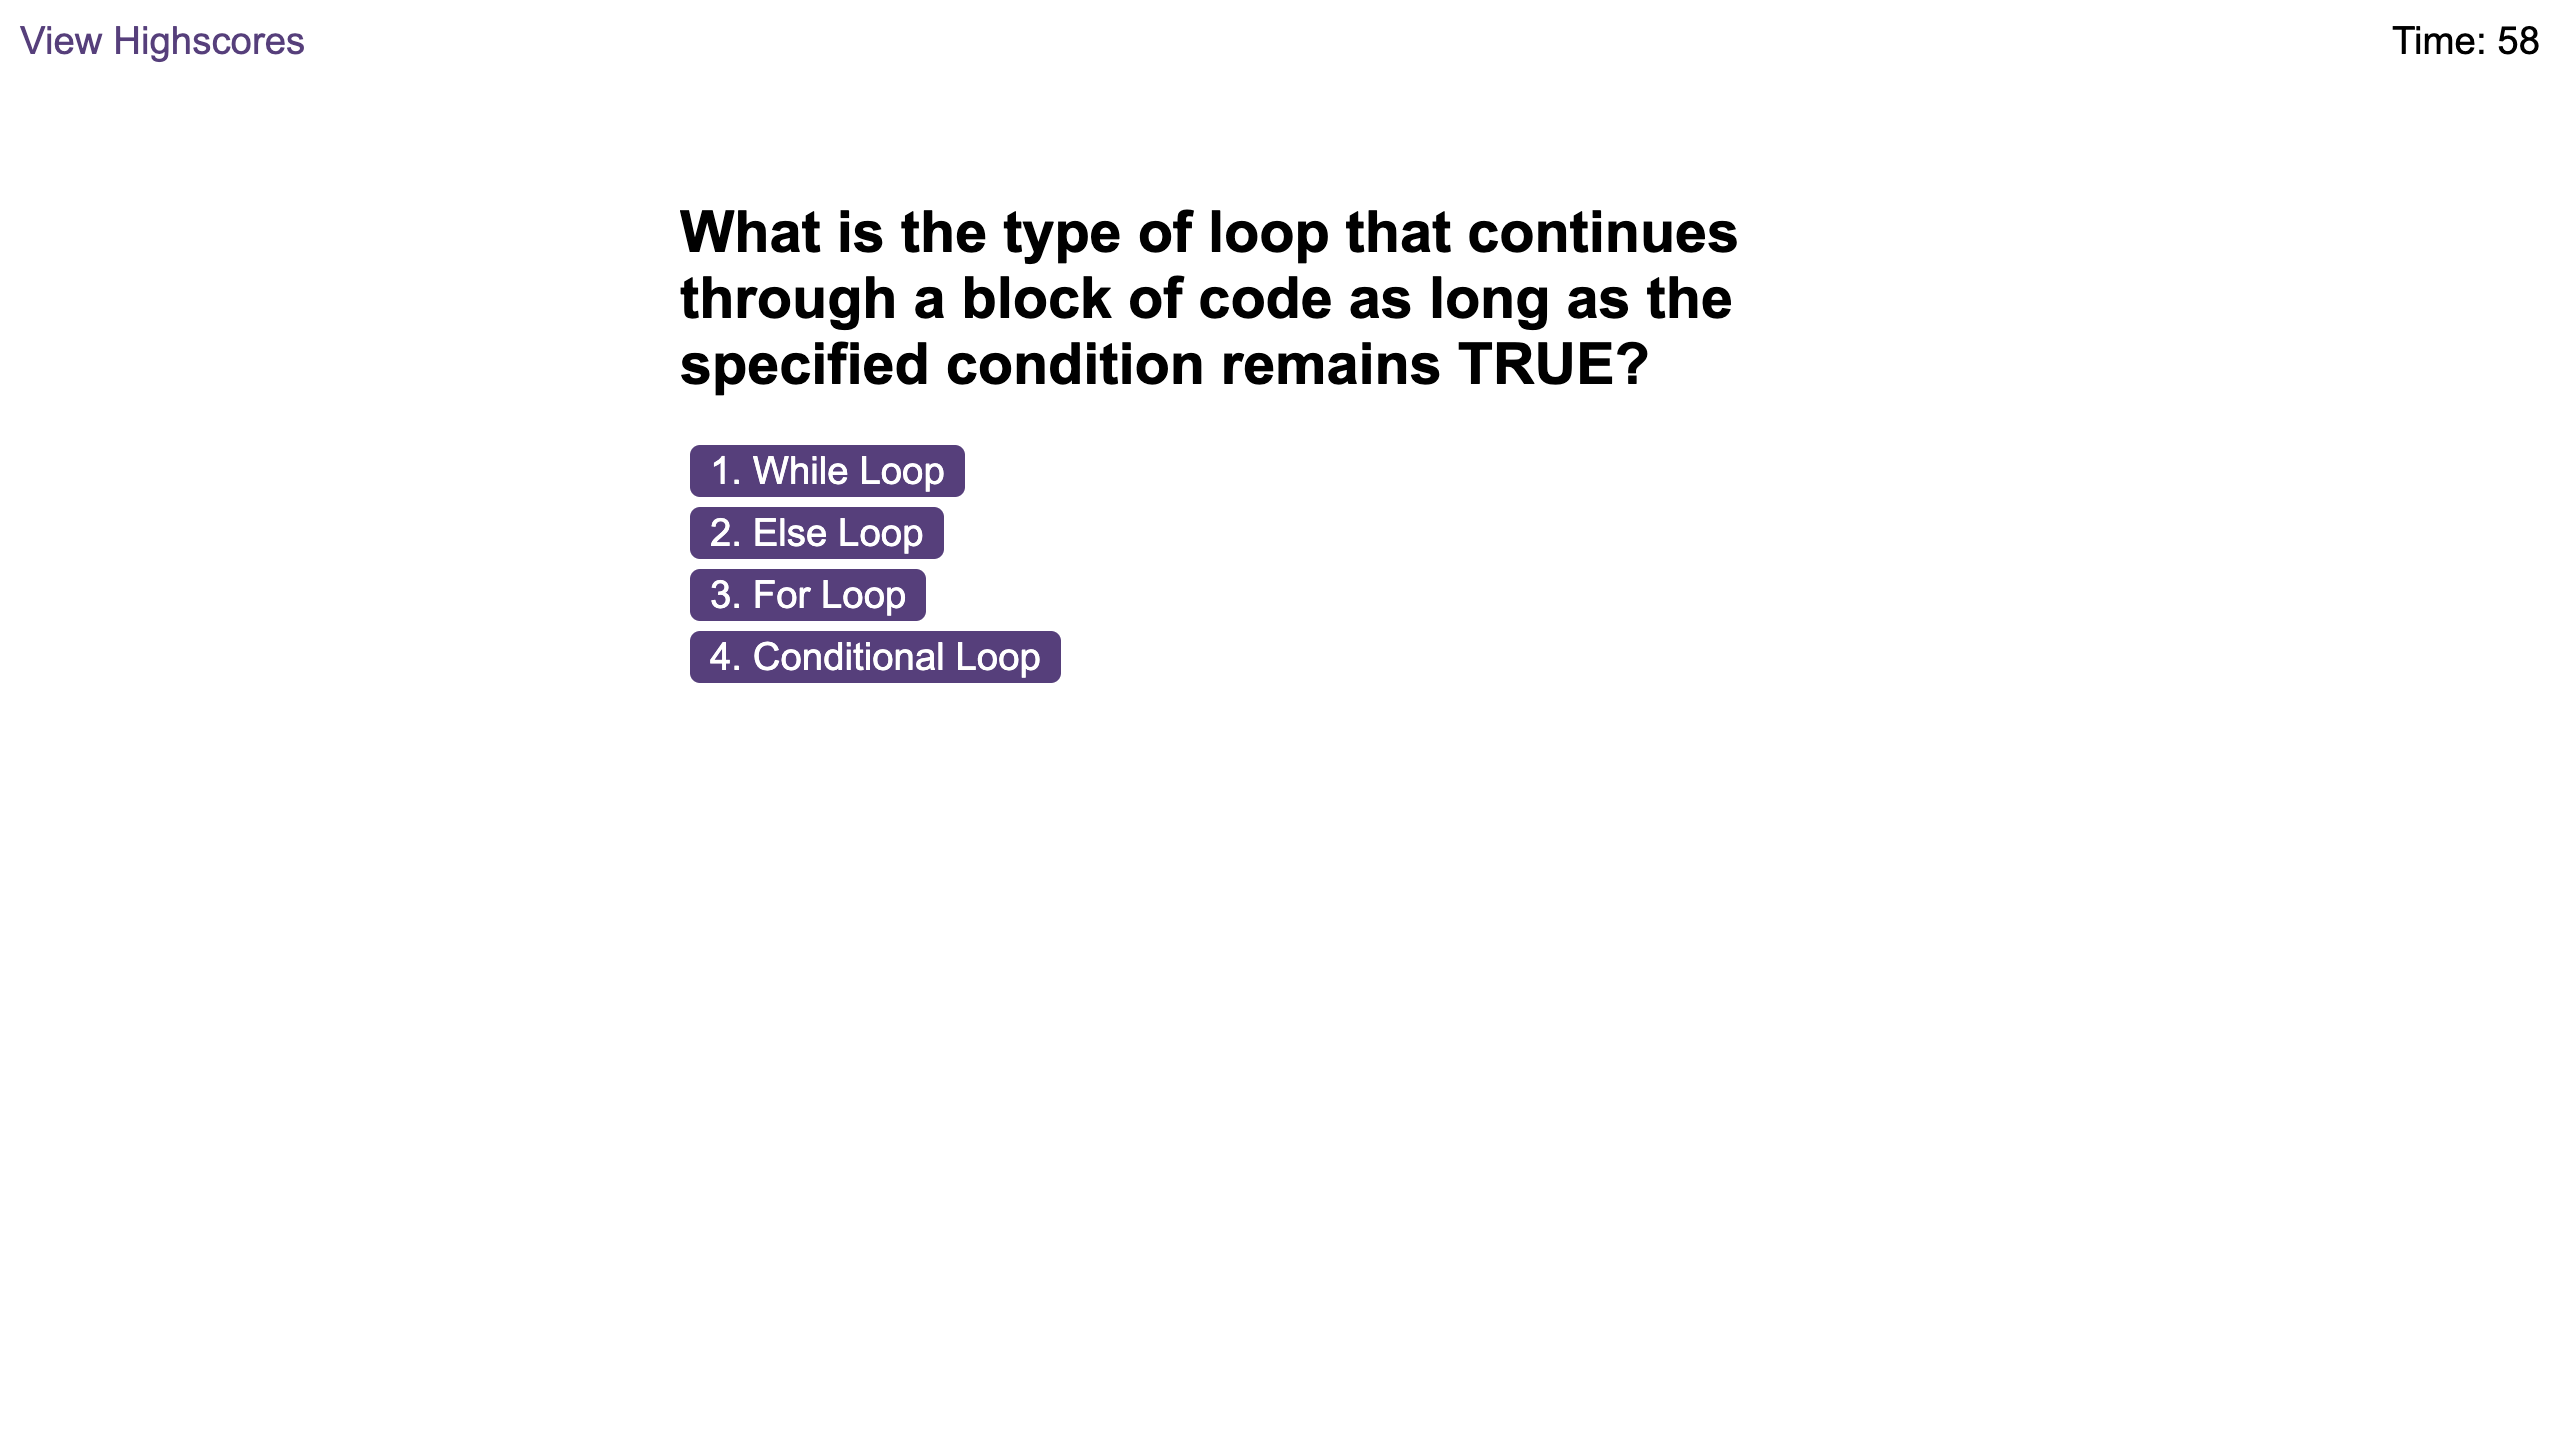 View Highscores
Time: 58
What is the type of loop that continues
through a block of code as long as the
specified condition remains TRUE?
1. While Loop
2. Else Loop
3. For Loop
4. Conditional Loop